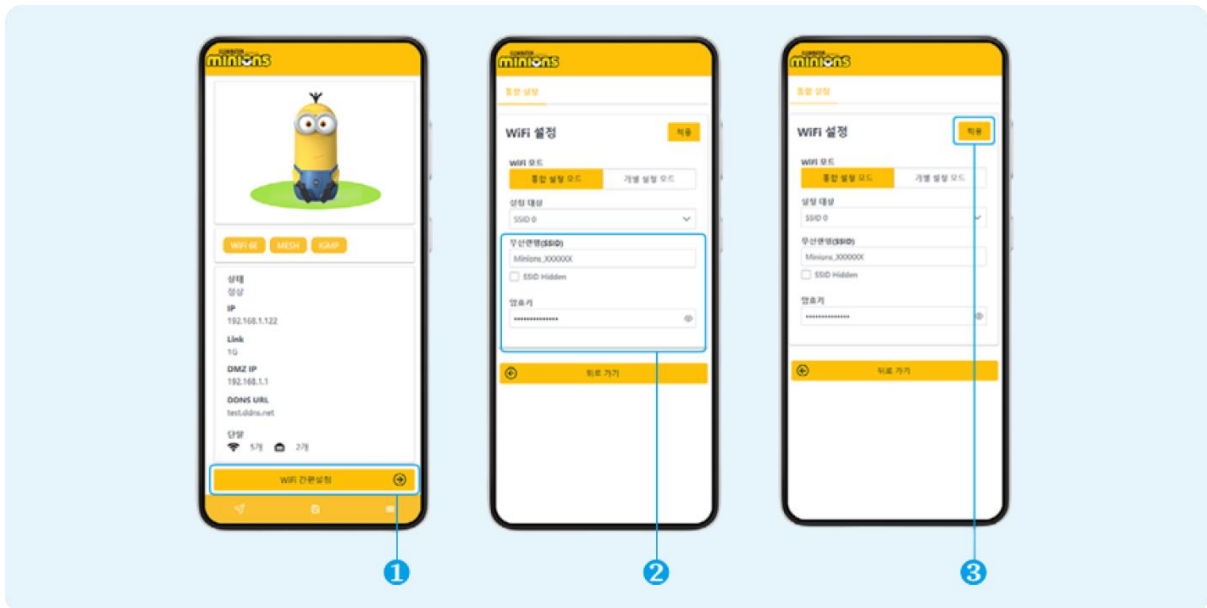 minions
WiFi 6E MESH IGMP
상태
정상
IP
192.168.1.122
Link
1G
DMZ IP
192.168.1.1
DDNS URL
test.ddns.net
단말
5개 2개
WiFi 간편설정
1
minions
통합 설정
WiFi 설정
적용
WiFi 모드
통합 설정 모드 개별 설정 모드
설정 대상
SSID 0
무선랜명(SSID)
Minions_XXXXXX
SSID Hidden
암호키
••••••••••••••
뒤로 가기
2
minions
통합 설정
WiFi 설정
적용
WiFi 모드
통합 설정 모드 개별 설정 모드
설정 대상
SSID 0
무선랜명(SSID)
Minions_XXXXXX
SSID Hidden
암호키
••••••••••••••
뒤로 가기
3